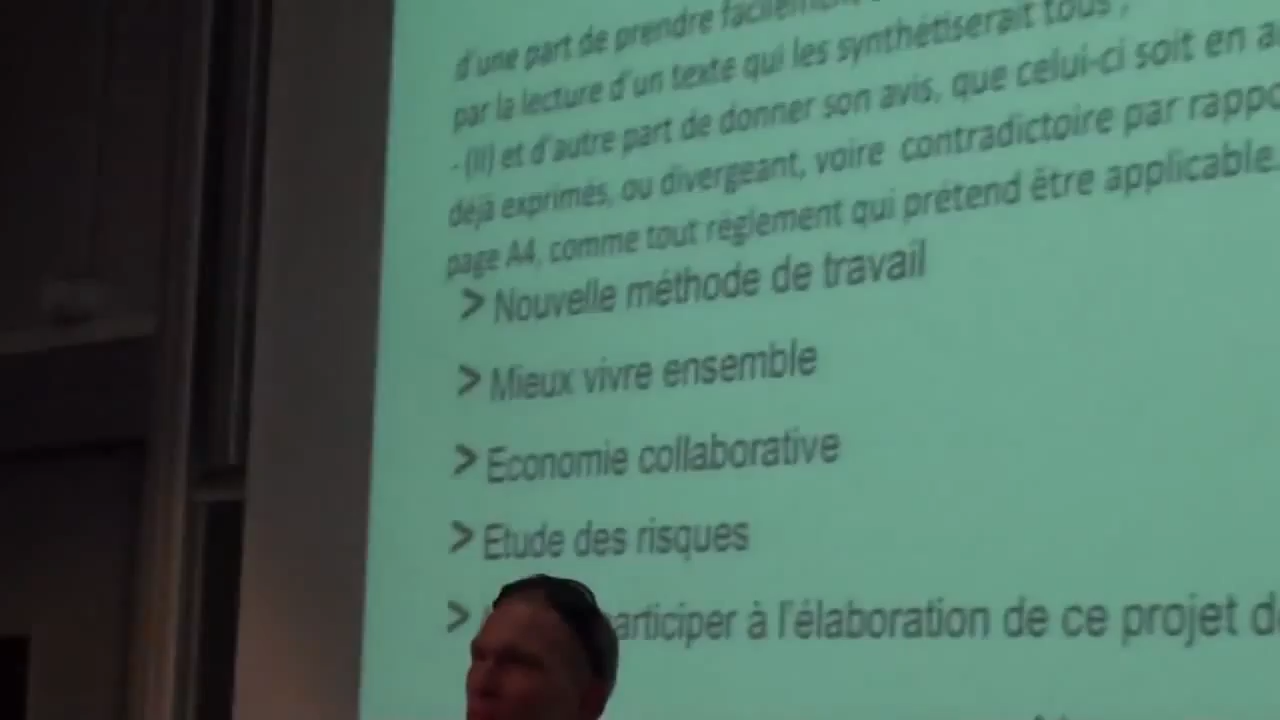 d'une part de prendre facilement
par la lecture d'un texte qui les synthétiserait tous ;
- (II) et d'autre part de donner son avis, que celui-ci soit en
déjà exprimés, ou divergeant, voire contradictoire par
page A4, comme tout règlement qui prétend être applicable.
> Nouvelle méthode de travail
> Mieux vivre ensemble
> Economie collaborative
> Etude des risques
> à l'élaboration de ce projet